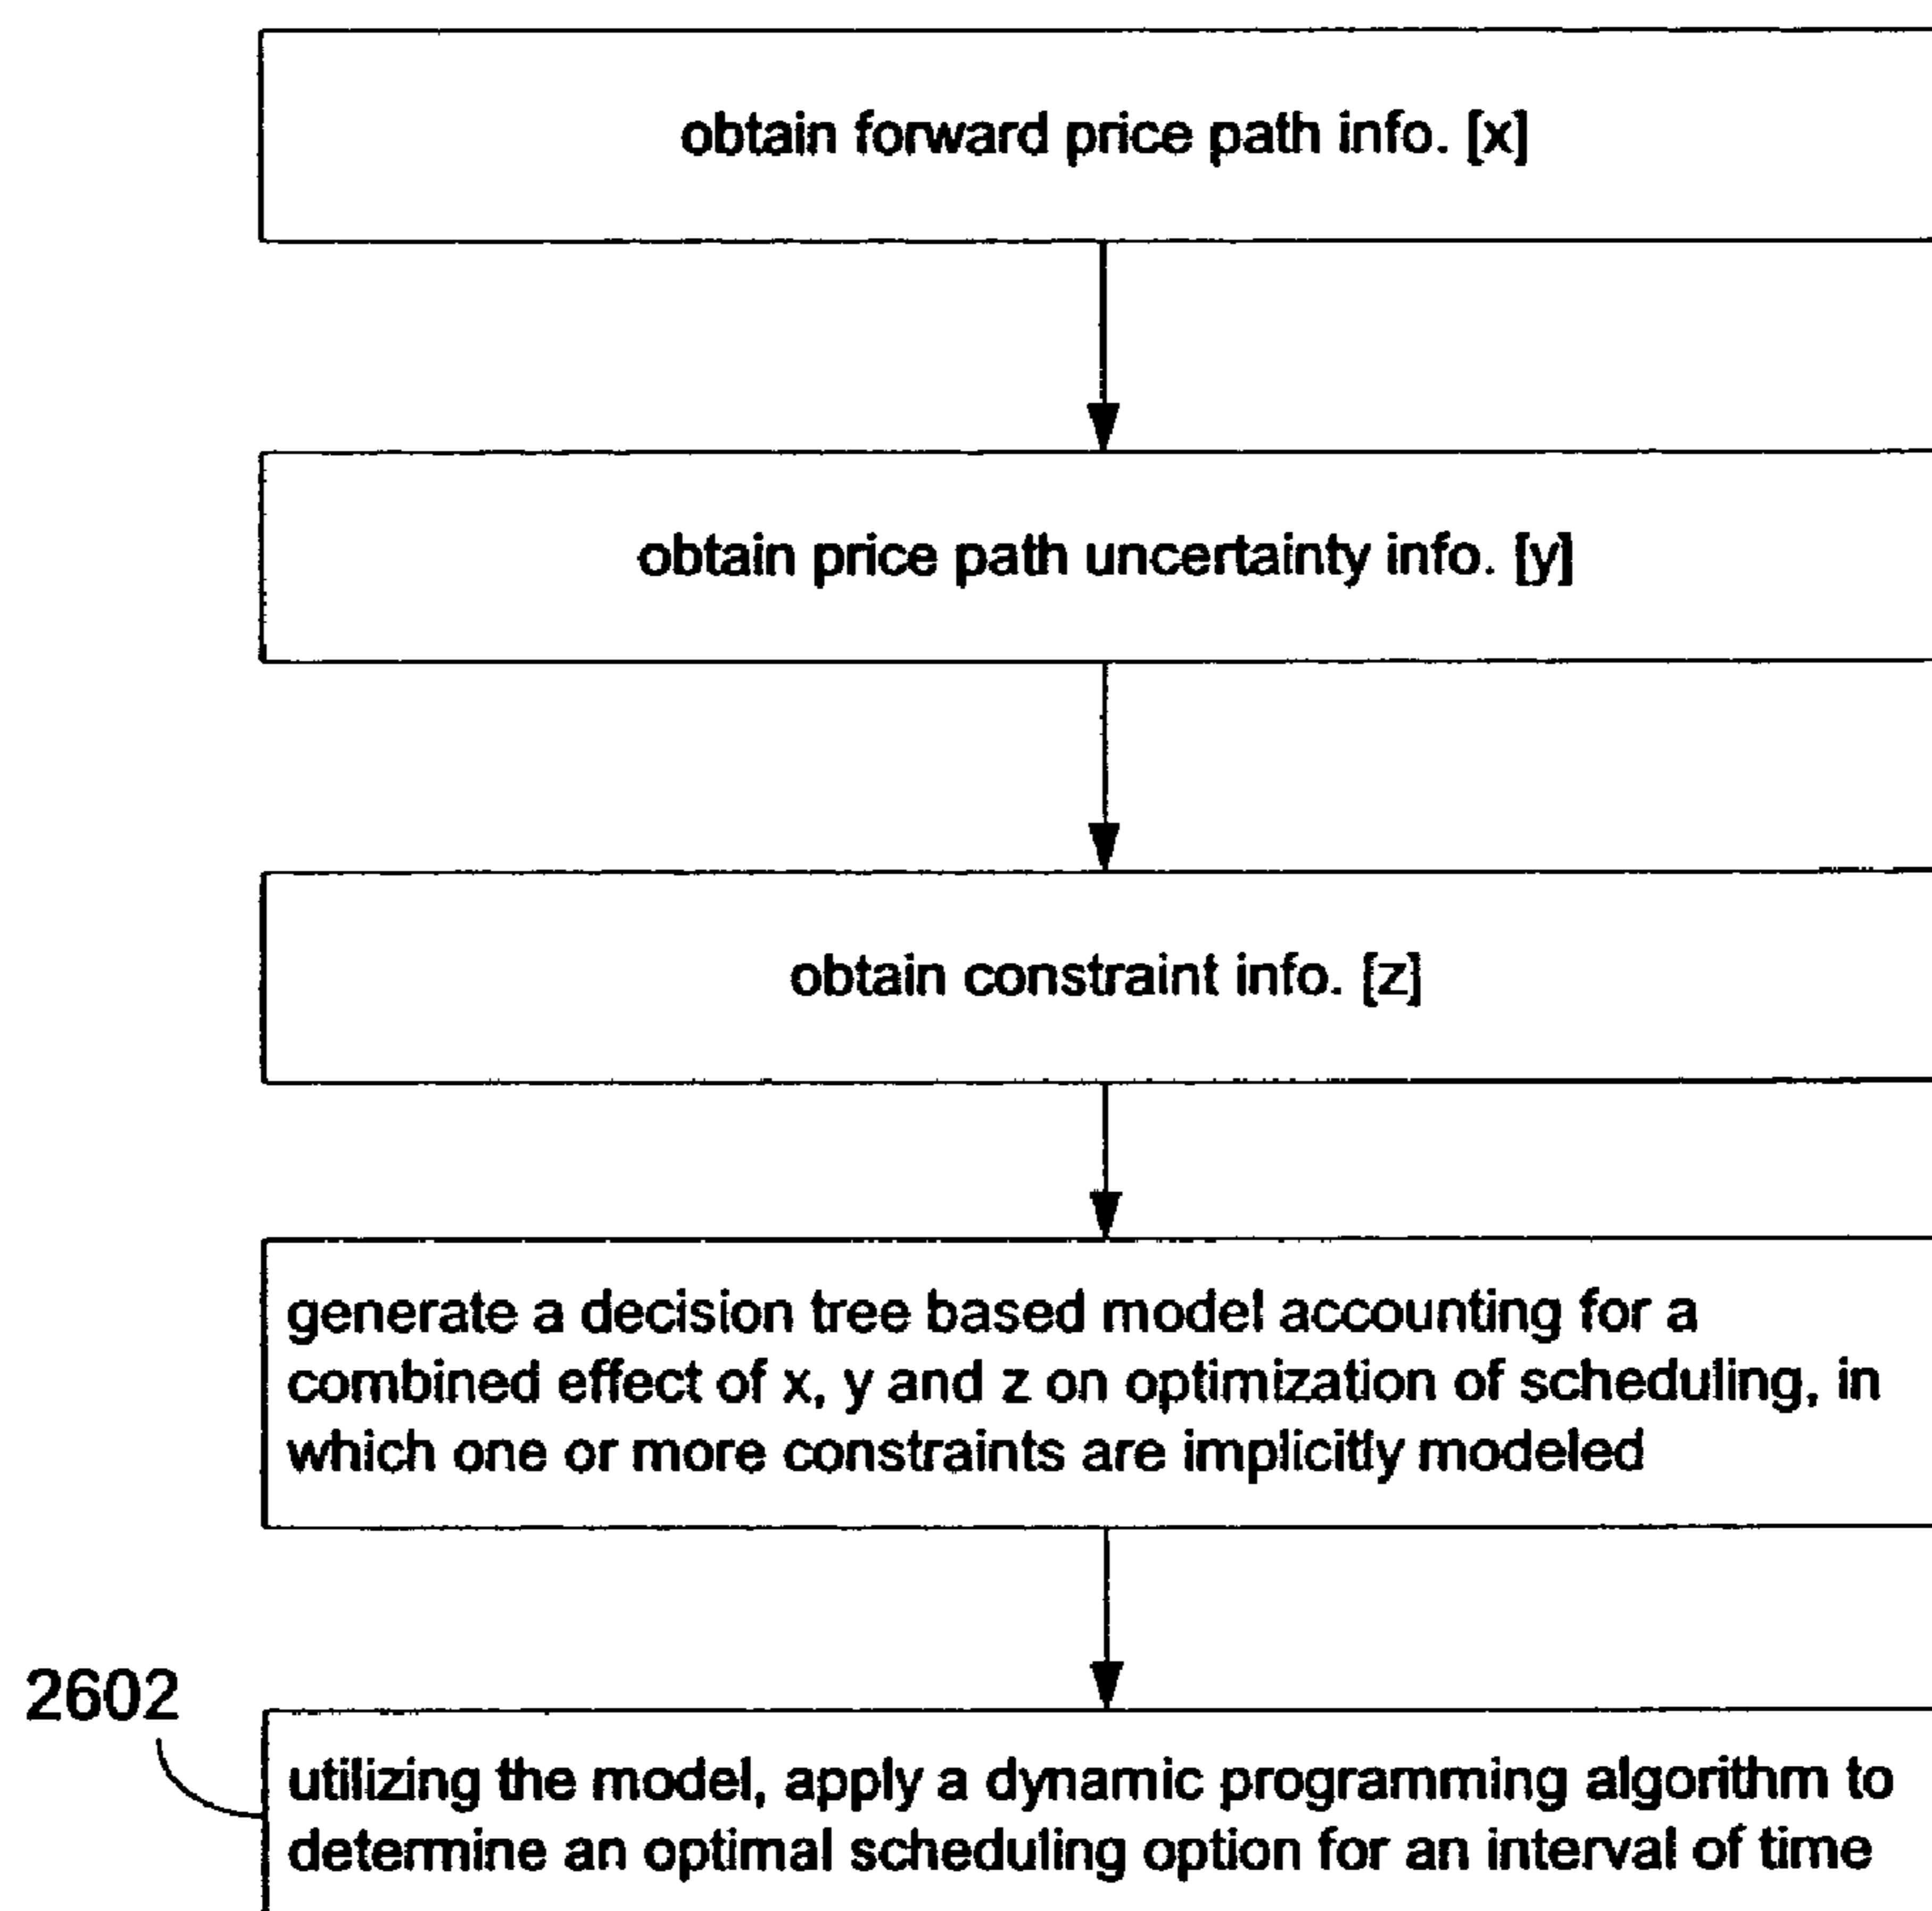 obtain forward price path info. [x]
obtain price path uncertainty info. [y]
obtain constraint info. [z]
generate a decision tree based model accounting for a
combined effect of x, y and z on optimization of scheduling, in
which one or more constraints are implicitly modeled
2602
utilizing the model, apply a dynamic programming algorithm to
determine an optimal scheduling option for an interval of time